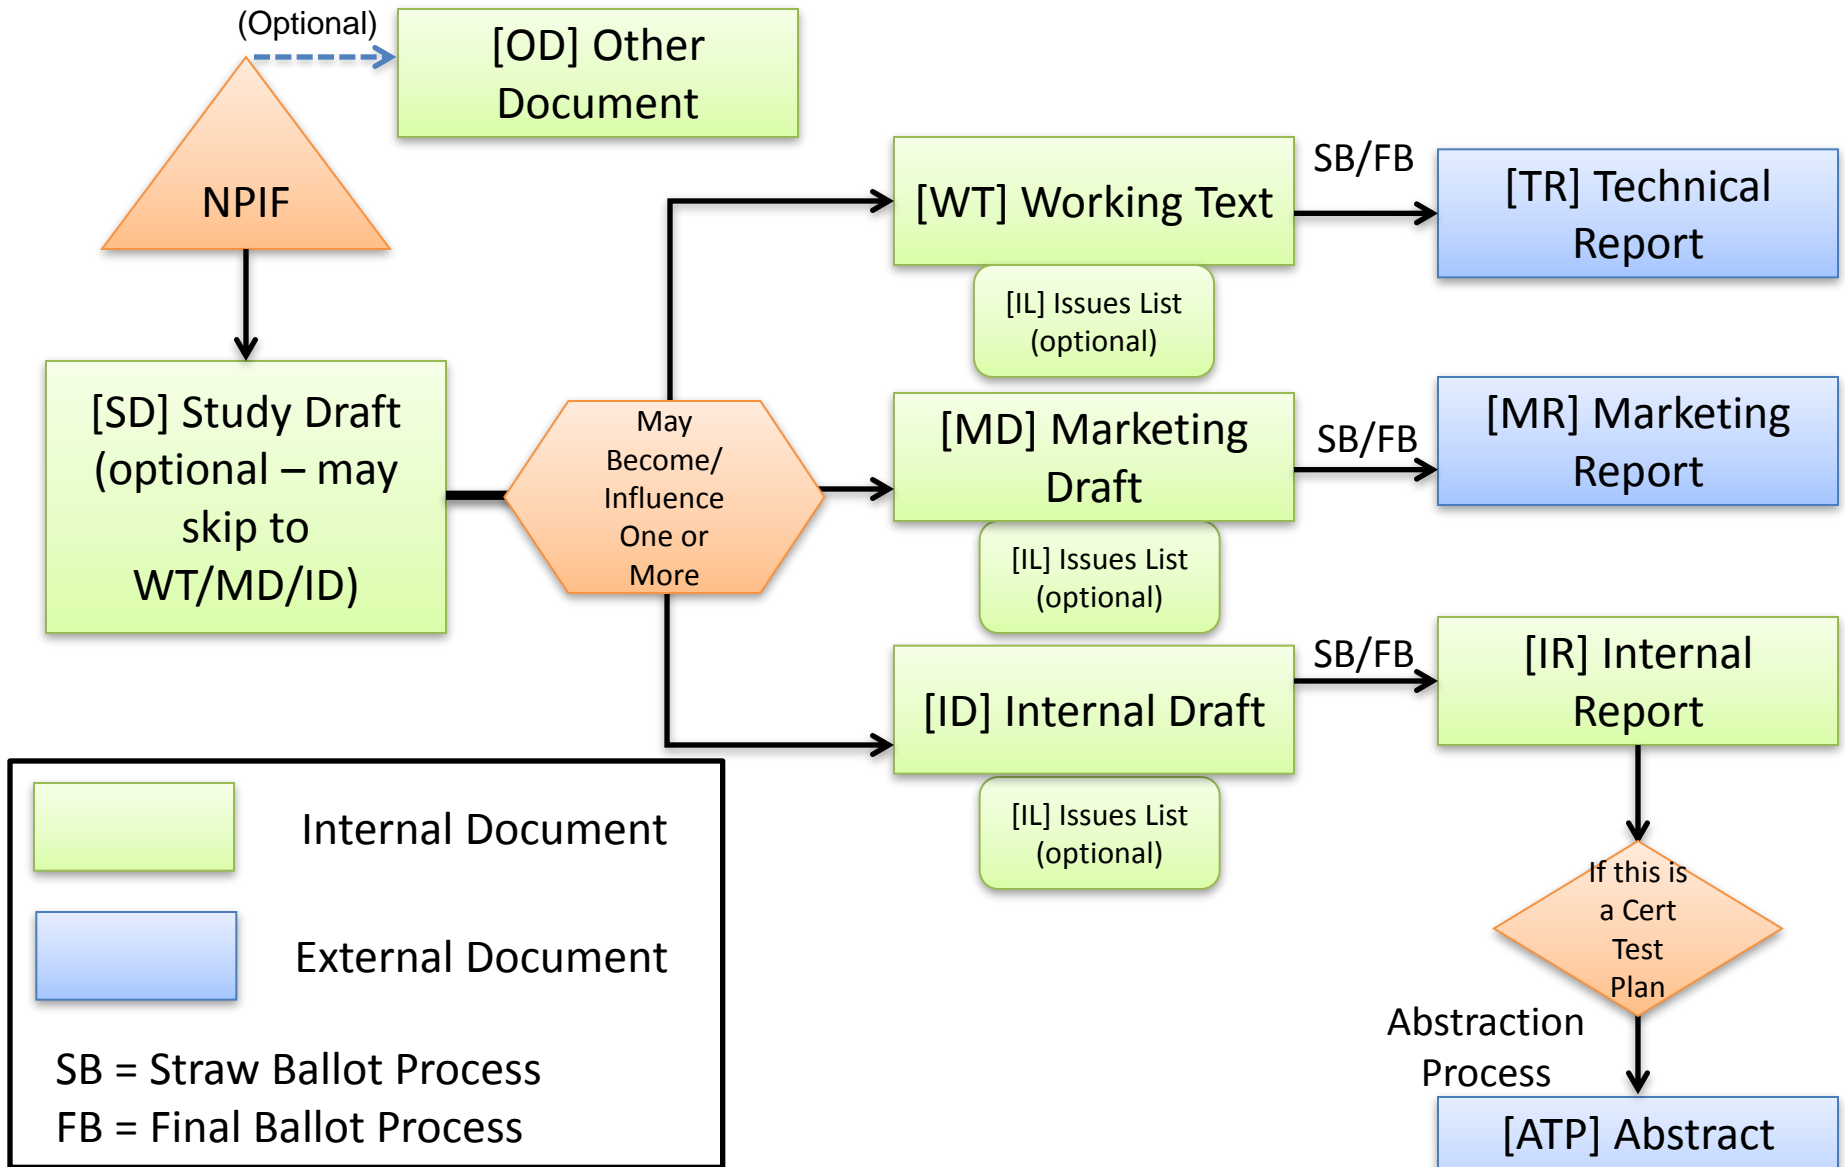 (Optional)
[OD] Other
Document
NPIF
[SD] Study Draft
(optional – may
skip to
WT/MD/ID)
May
Become/
Influence
One or
More
[WT] Working Text
[IL] Issues List
(optional)
SB/FB
[TR] Technical
Report
[MD] Marketing
Draft
[IL] Issues List
(optional)
SB/FB
[MR] Marketing
Report
[ID] Internal Draft
[IL] Issues List
(optional)
SB/FB
[IR] Internal
Report
If this is
a Cert
Test
Plan
Abstraction
Process
[ATP] Abstract
Internal Document
External Document
SB = Straw Ballot Process
FB = Final Ballot Process